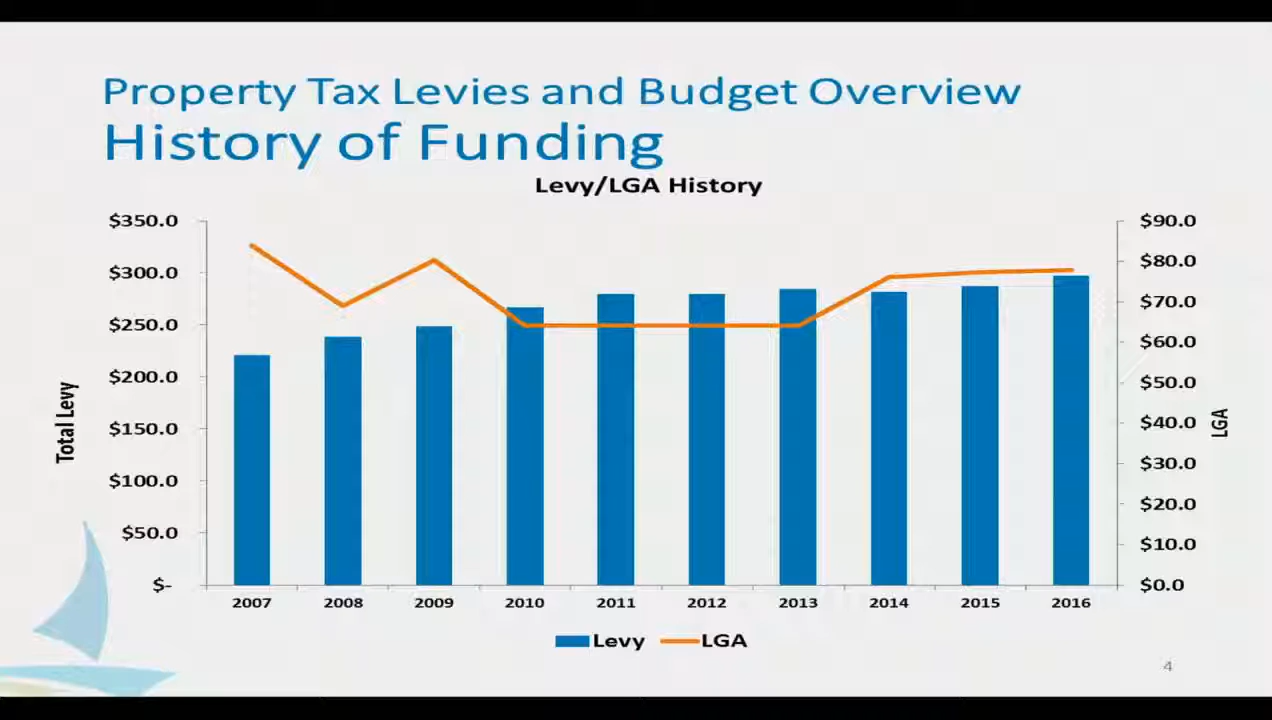 Property Tax Levies and Budget Overview
History of Funding
Levy/LGA History
$350.0
$300.0
$250.0
$200.0
$150.0
$100.0
$50.0
$-
Total Levy
$90.0
$80.0
$70.0
$60.0
$50.0
$40.0
$30.0
$20.0
$10.0
$0.0
LGA
2007 2008 2009 2010 2011 2012 2013 2014 2015 2016
Levy LGA
4